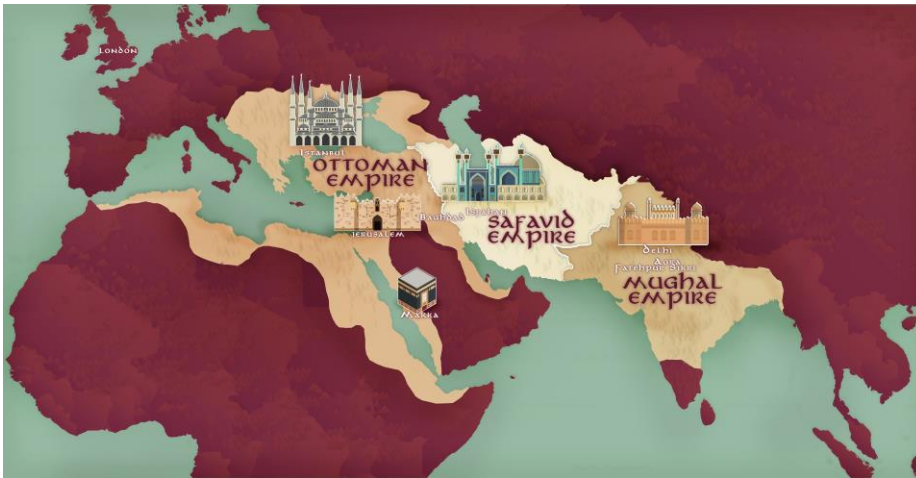 London
Istanbul
OTTOMAN
EMPIRE
Jerusalem
Baghdad
Isfahan
SAFAVID
EMPIRE
Delhi
Agra
Fatehpur Sikri
MUGHAL
EMPIRE
Makka